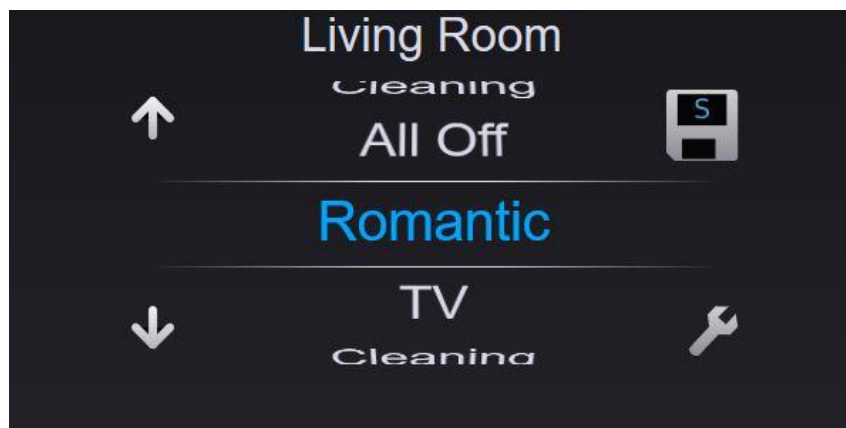 Living Room
Cleaning
All Off
S
Romantic
TV
Cleaning